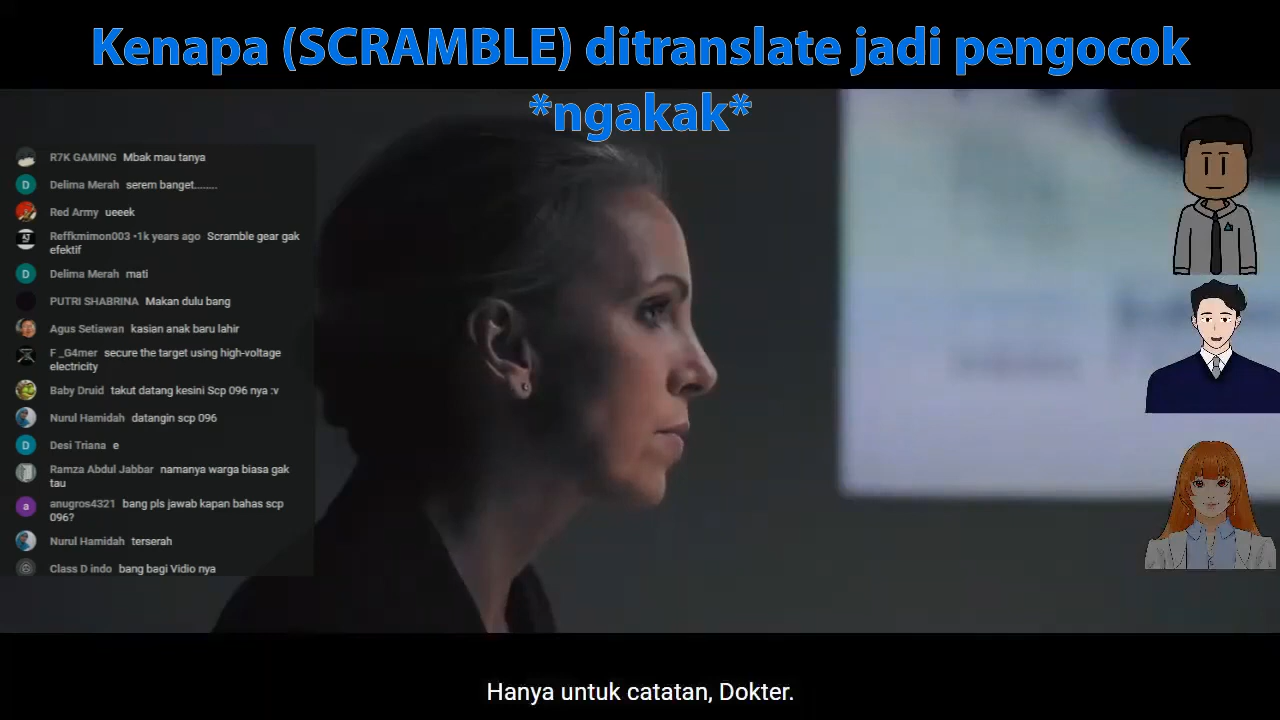 Kenapa (SCRAMBLE) ditranslate jadi pengocok
*ngakak*
R7K GAMING Mbak mau tanya
D Delima Merah serem banget........
Red Army ueeek
Reffkmimon003 •1k years ago Scramble gear gak
efektif
D Delima Merah mati
PUTRI SHABRINA Makan dulu bang
Agus Setiawan kasian anak baru lahir
F _G4mer secure the target using high-voltage
electricity
Baby Druid takut datang kesini Scp 096 nya :v
Nurul Hamidah datangin scp 096
D Desi Triana e
Ramza Abdul Jabbar namanya warga biasa gak
tau
a anugros4321 bang pls jawab kapan bahas scp
096?
Nurul Hamidah terserah
Class D indo bang bagi Vidio nya
Hanya untuk catatan, Dokter.